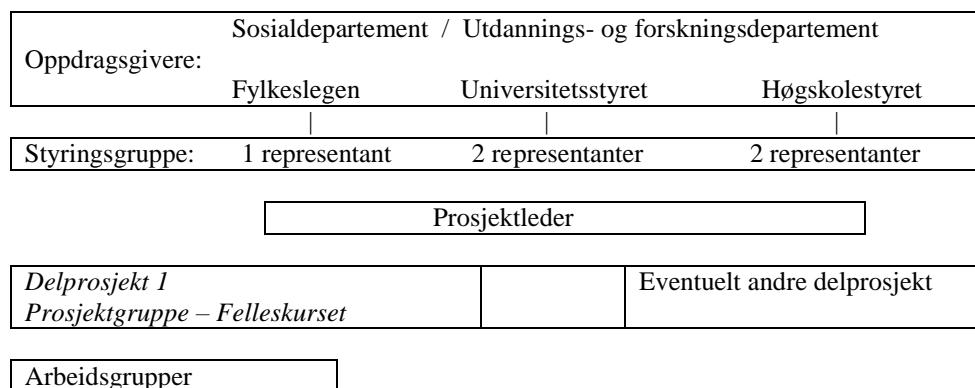 Sosialdepartement / Utdannings- og forskningsdepartement
Oppdragsgivere:
Fylkeslegen Universitetsstyret Høgskolestyret
| | |
Styringsgruppe: 1 representant 2 representanter 2 representanter
Prosjektleder
Delprosjekt 1 Eventuelt andre delprosjekt
Prosjektgruppe – Felleskurset
Arbeidsgrupper